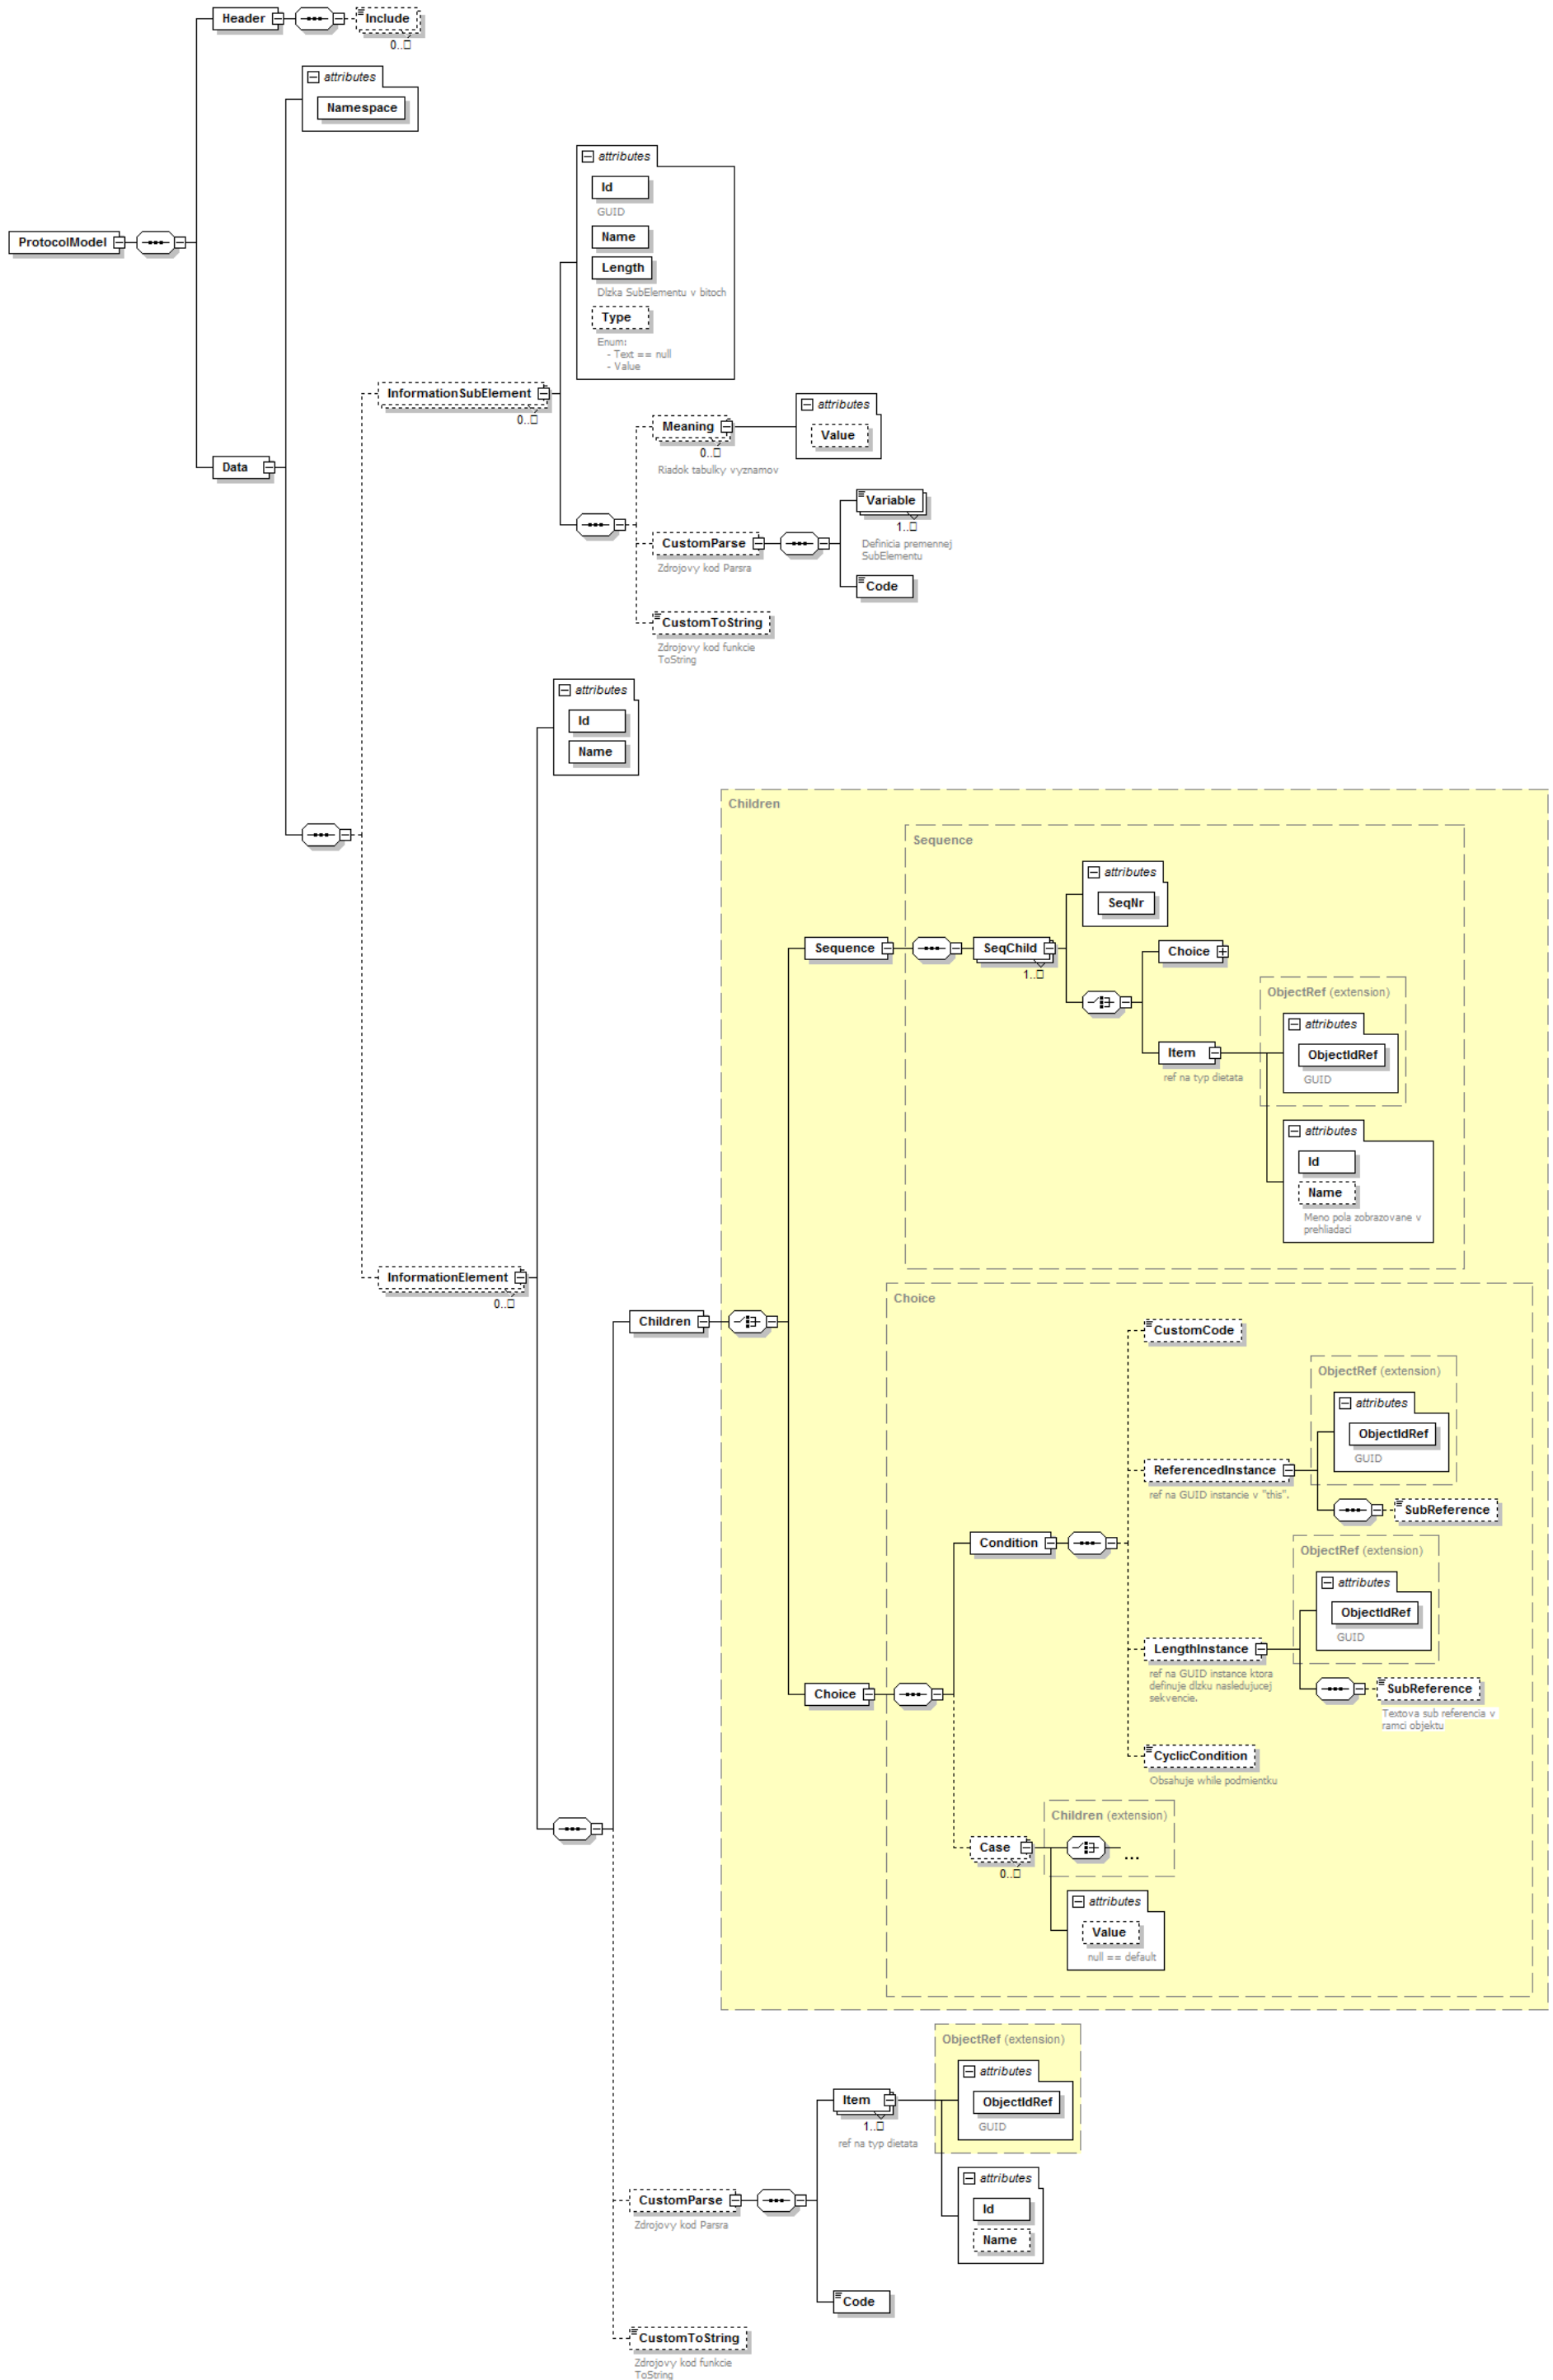 Header
Include
0..□
attributes
Namespace
ProtocolModel
attributes
Id
GUID
Name
Length
Dlzka SubElementu v bitoch
Type
Enum:
- Text == null
- Value
InformationSubElement
0..□
Data
Meaning
0..□
Riadok tabulky vyznamov
attributes
Value
CustomParse
Zdrojovy kod Parsra
Variable
1..□
Definicia premennej
SubElementu
Code
CustomToString
Zdrojovy kod funkcie
ToString
attributes
Id
Name
Children
Sequence
attributes
SeqNr
Sequence
SeqChild
1..□
Choice
ObjectRef (extension)
attributes
ObjectIdRef
GUID
Item
ref na typ dietata
attributes
Id
Name
Meno pola zobrazovane v
prehliadaci
InformationElement
0..□
Children
Choice
CustomCode
ObjectRef (extension)
attributes
ObjectIdRef
GUID
ReferencedInstance
ref na GUID instancie v "this".
SubReference
Condition
ObjectRef (extension)
attributes
ObjectIdRef
GUID
LengthInstance
ref na GUID instance ktora
definuje dlzku nasledujucej
sekvencie.
SubReference
Textova sub referencia v
ramci objektu
Choice
CyclicCondition
Obsahuje while podmientku
Children (extension)
...
Case
0..□
attributes
Value
null == default
ObjectRef (extension)
attributes
ObjectIdRef
GUID
Item
1..□
ref na typ dietata
attributes
Id
Name
CustomParse
Zdrojovy kod Parsra
Code
CustomToString
Zdrojovy kod funkcie
ToString